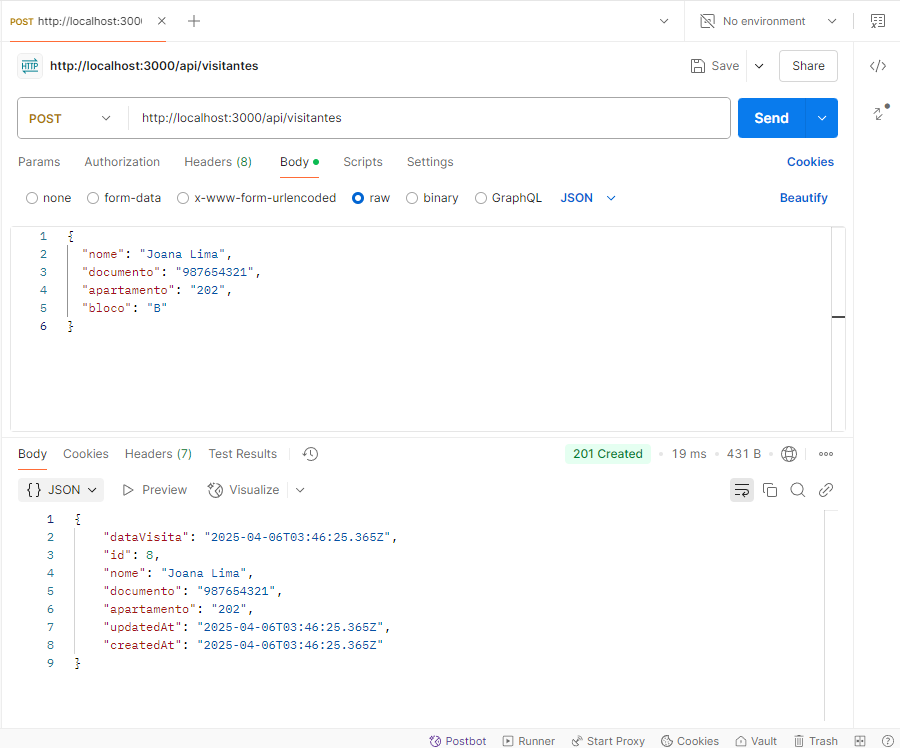 POST http://localhost:300
No environment
HTTP http://localhost:3000/api/visitantes
Save
Share
POST http://localhost:3000/api/visitantes
Send
Params Authorization Headers (8) Body Scripts Settings Cookies
none form-data x-www-form-urlencoded raw binary GraphQL JSON Beautify
1 {
2 "nome": "Joana Lima",
3 "documento": "987654321",
4 "apartamento": "202",
5 "bloco": "B"
6 }
Body Cookies Headers (7) Test Results 201 Created 19 ms 431 B
{} JSON Preview Visualize
1 {
2 "dataVisita": "2025-04-06T03:46:25.365Z",
3 "id": 8,
4 "nome": "Joana Lima",
5 "documento": "987654321",
6 "apartamento": "202",
7 "updatedAt": "2025-04-06T03:46:25.365Z",
8 "createdAt": "2025-04-06T03:46:25.365Z"
9 }
Postbot Runner Start Proxy Cookies Vault Trash